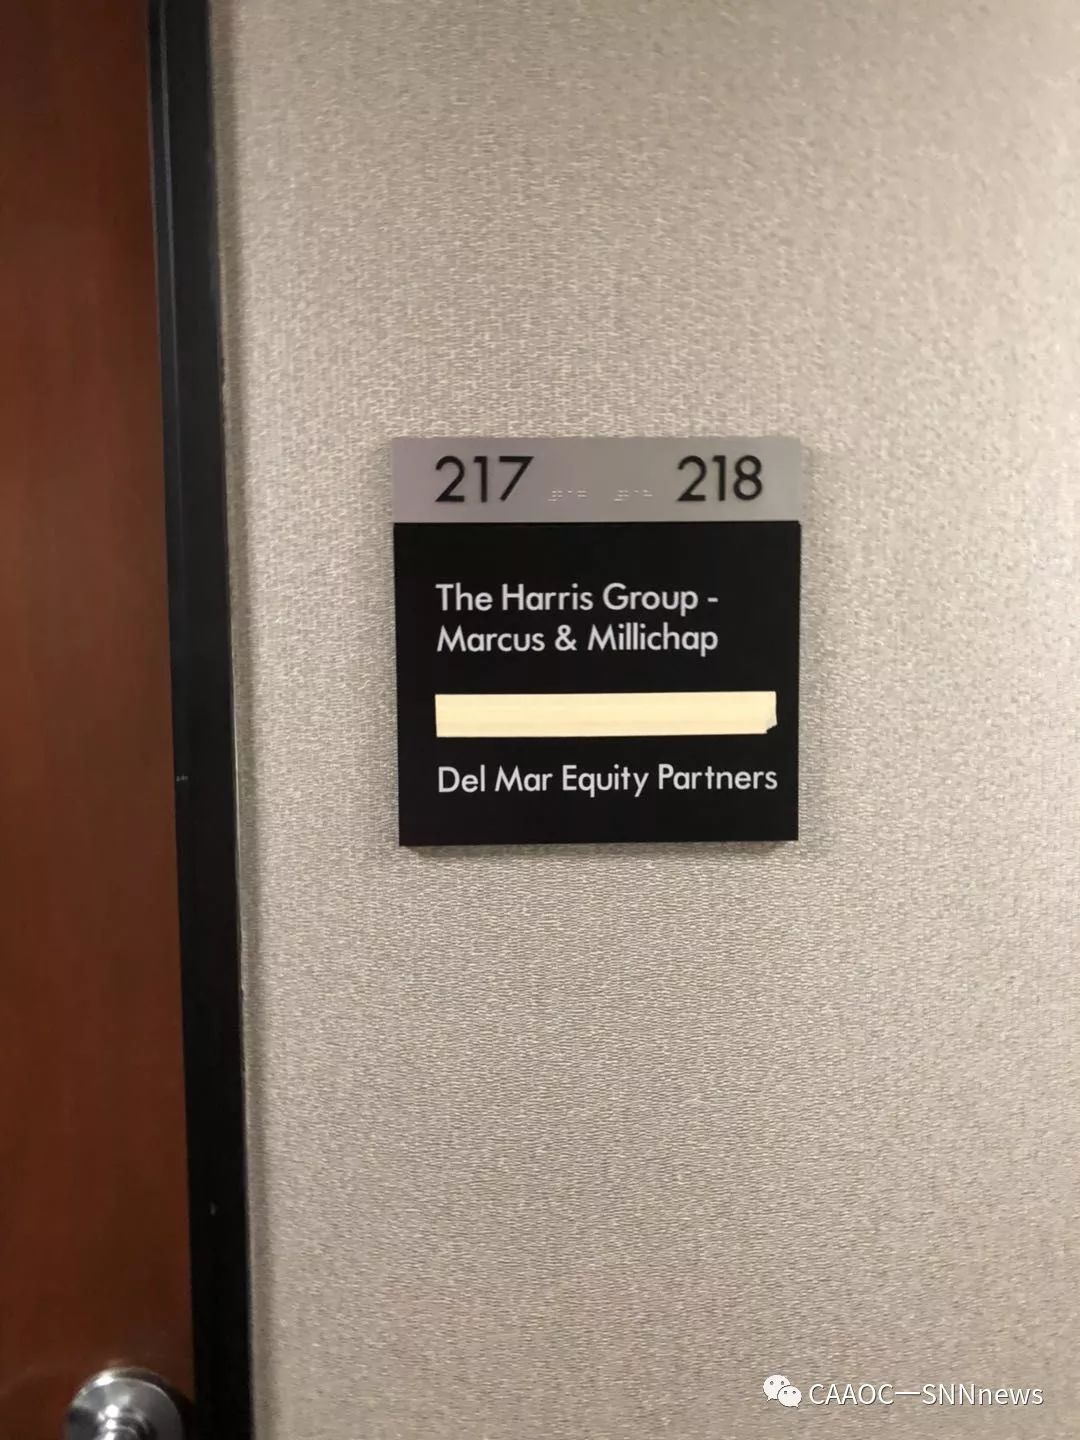 217 218
The Harris Group -
Marcus & Millichap
Del Mar Equity Partners
CAAOC一SNNnews